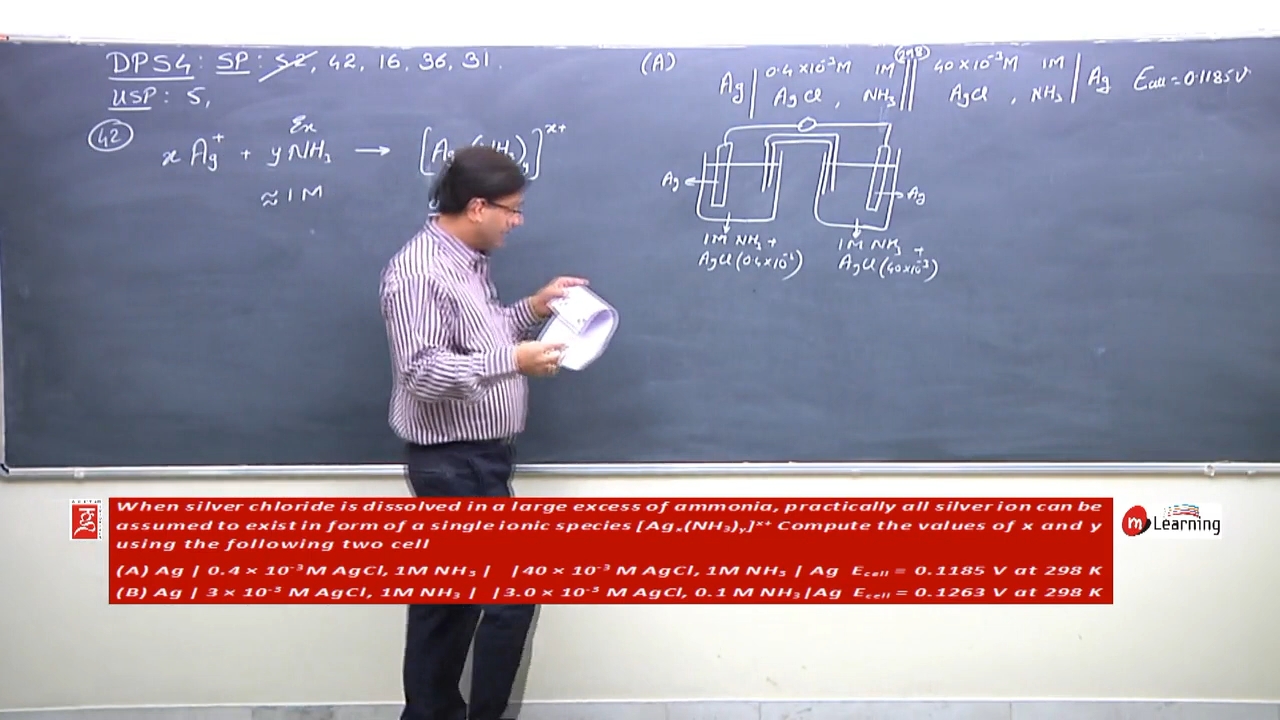 DPS4: SP: 52, 42, 16, 36, 31.
USP: 5,
42
Ex
x Ag+ + y NH3 → [Ag (NH3)y]x+
≈ 1 M
(A)
Ag | 0.4 × 10-3 M AgCl, 1M NH3 (298) || 40 × 10-3 M AgCl, 1M NH3 | Ag Ecell = 0.1185 V
Ag
Ag
1M NH3 +
AgCl (0.4×10-3)
1M NH3 +
AgCl (40×10-3)
When silver chloride is dissolved in a large excess of ammonia, practically all silver ion can be
assumed to exist in form of a single ionic species [Agx(NH3)y]x+ Compute the values of x and y
using the following two cell
(A) Ag | 0.4 × 10-3 M AgCl, 1M NH3 | | 40 × 10-3 M AgCl, 1M NH3 | Ag Ecell = 0.1185 V at 298 K
(B) Ag | 3 × 10-3 M AgCl, 1M NH3 | | 3.0 × 10-3 M AgCl, 0.1 M NH3 |Ag Ecell = 0.1263 V at 298 K
m Learning